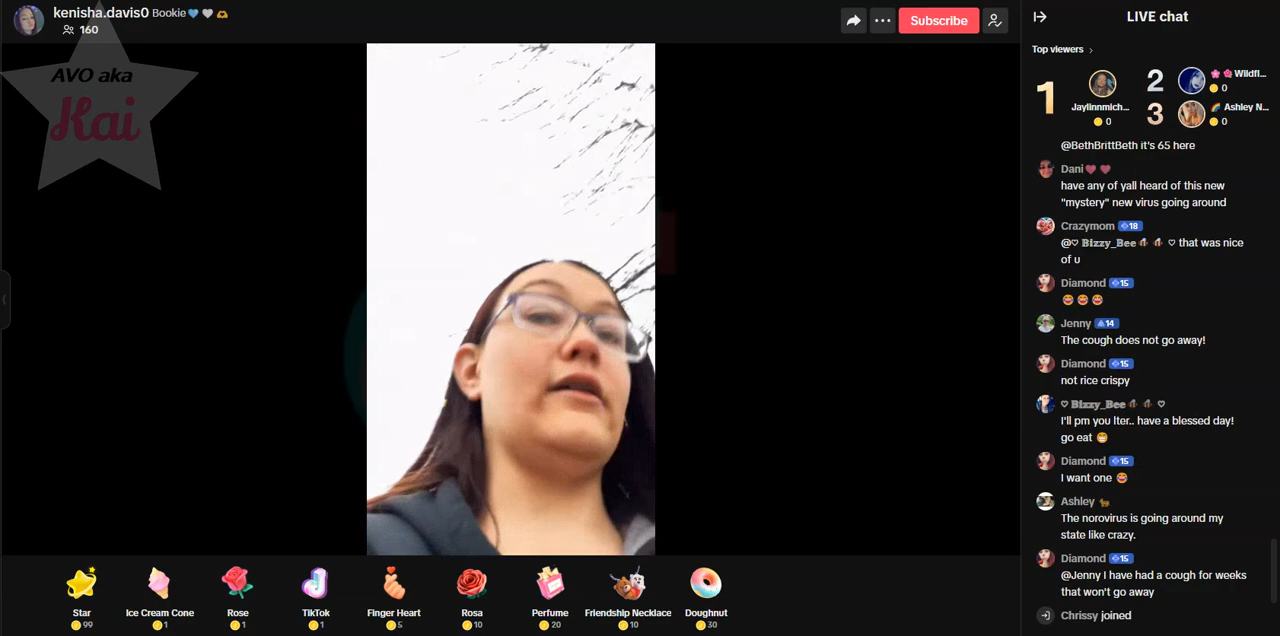 kenisha.davis0 Bookie💙🤍🫶
160
Subscribe
AVO aka
Kai
LIVE chat
Top viewers ›
1
Jaylinnmich...
0
2
🌸🌺 Wildfl...
0
3
🌈 Ashley N...
0
@BethBrittBeth it's 65 here
Dani❤️❤️
have any of yall heard of this new
"mystery" new virus going around
Crazymom 18
@♡ 𝔹𝕚𝕫𝕫𝕪_𝔹𝕖𝕖🐝🐝 ♡ that was nice
of u
Diamond 15
😂😂😂
Jenny 14
The cough does not go away!
Diamond 15
not rice crispy
♡ 𝔹𝕚𝕫𝕫𝕪_𝔹𝕖𝕖🐝🐝 ♡
I'll pm you lter.. have a blessed day!
go eat 😁
Diamond 15
I want one 😂
Ashley 🐆
The norovirus is going around my
state like crazy.
Diamond 15
@Jenny I have had a cough for weeks
that won't go away
Chrissy joined
Star
99
Ice Cream Cone
1
Rose
1
TikTok
1
Finger Heart
5
Rosa
10
Perfume
20
Friendship Necklace
10
Doughnut
30